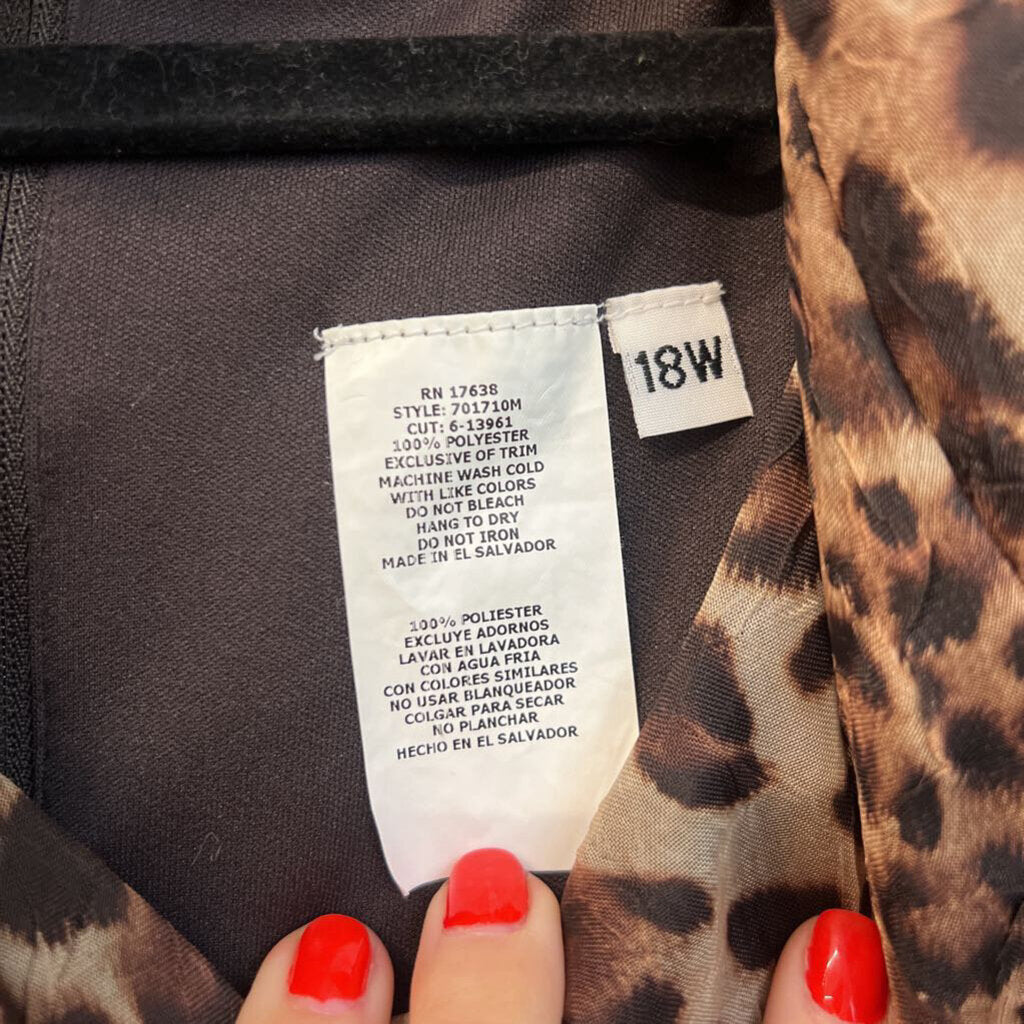 RN 17638
STYLE: 701710M
CUT: 6-13961
100% POLYESTER
EXCLUSIVE OF TRIM
MACHINE WASH COLD
WITH LIKE COLORS
DO NOT BLEACH
HANG TO DRY
DO NOT IRON
MADE IN EL SALVADOR
100% POLIESTER
EXCLUYE ADORNOS
LAVAR EN LAVADORA
CON AGUA FRIA
CON COLORES SIMILARES
NO USAR BLANQUEADOR
COLGAR PARA SECAR
NO PLANCHAR
HECHO EN EL SALVADOR
18W